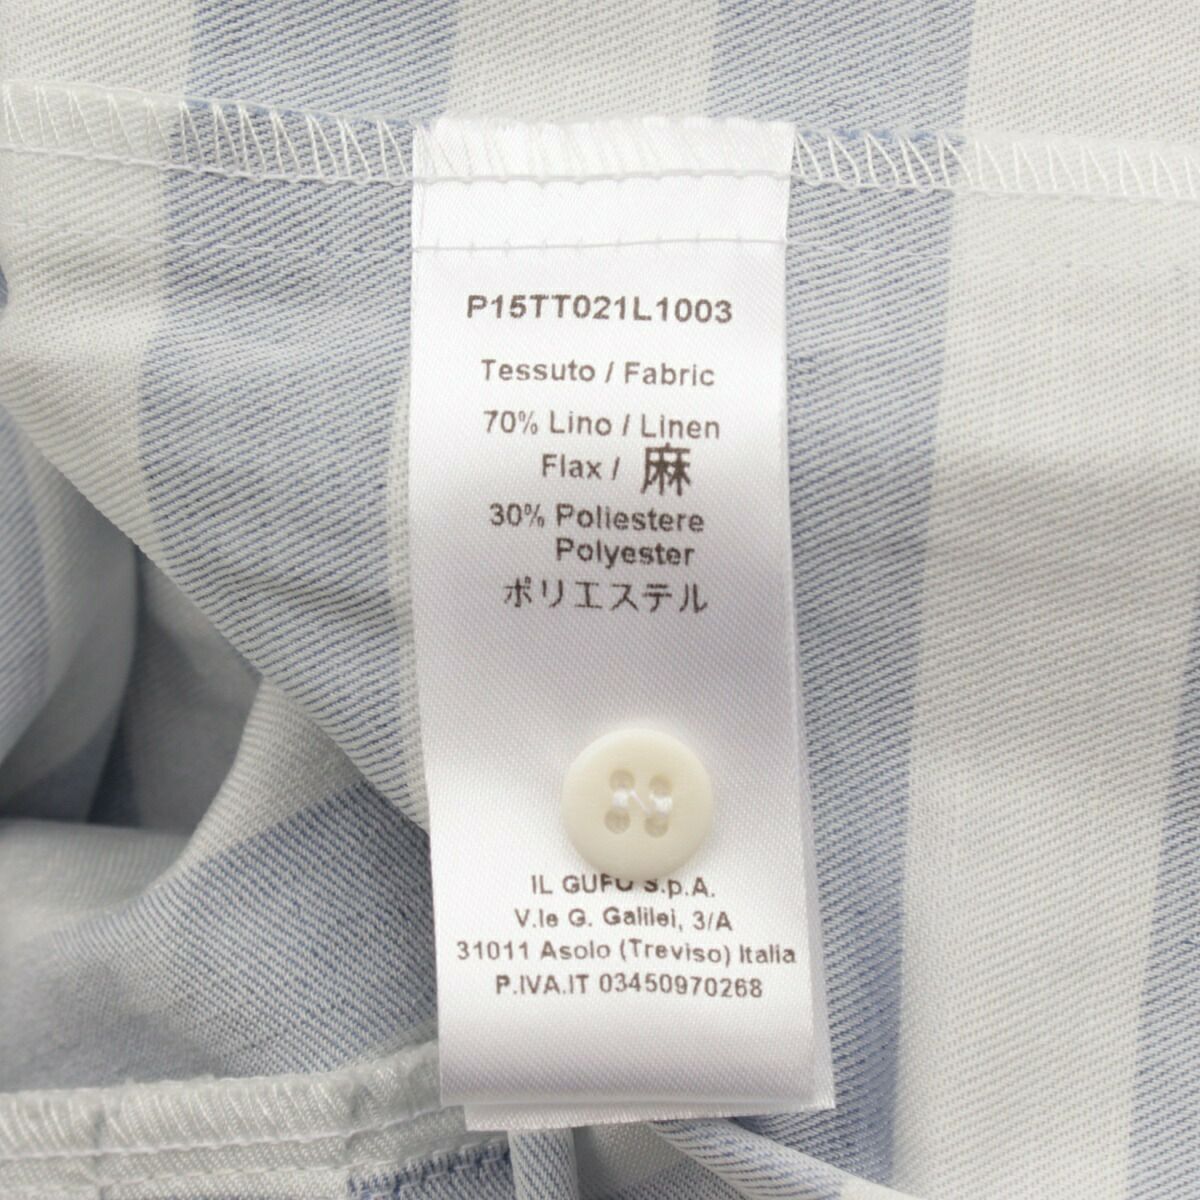 P15TT021L1003
Tessuto / Fabric
70% Lino / Linen
Flax / 麻
30% Poliestere
Polyester
ポリエステル
IL GUFO S.p.A.
V.le G. Galilei, 3/A
31011 Asolo (Treviso) Italia
P.IVA.IT 03450970268